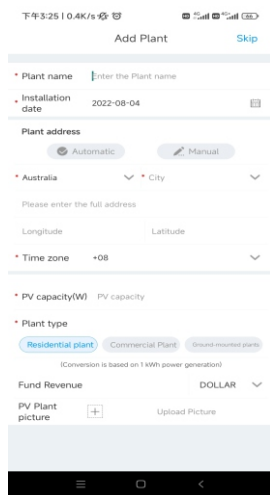 下午3:25 | 0.4K/s
Add Plant
Skip
* Plant name Enter the Plant name
* Installation date 2022-08-04
Plant address
Automatic Manual
* Australia * City
Please enter the full address
Longitude Latitude
* Time zone +08
* PV capacity(W) PV capacity
* Plant type
Residential plant Commercial Plant Ground-mounted plants
(Conversion is based on 1 kWh power generation)
Fund Revenue DOLLAR
PV Plant picture Upload Picture